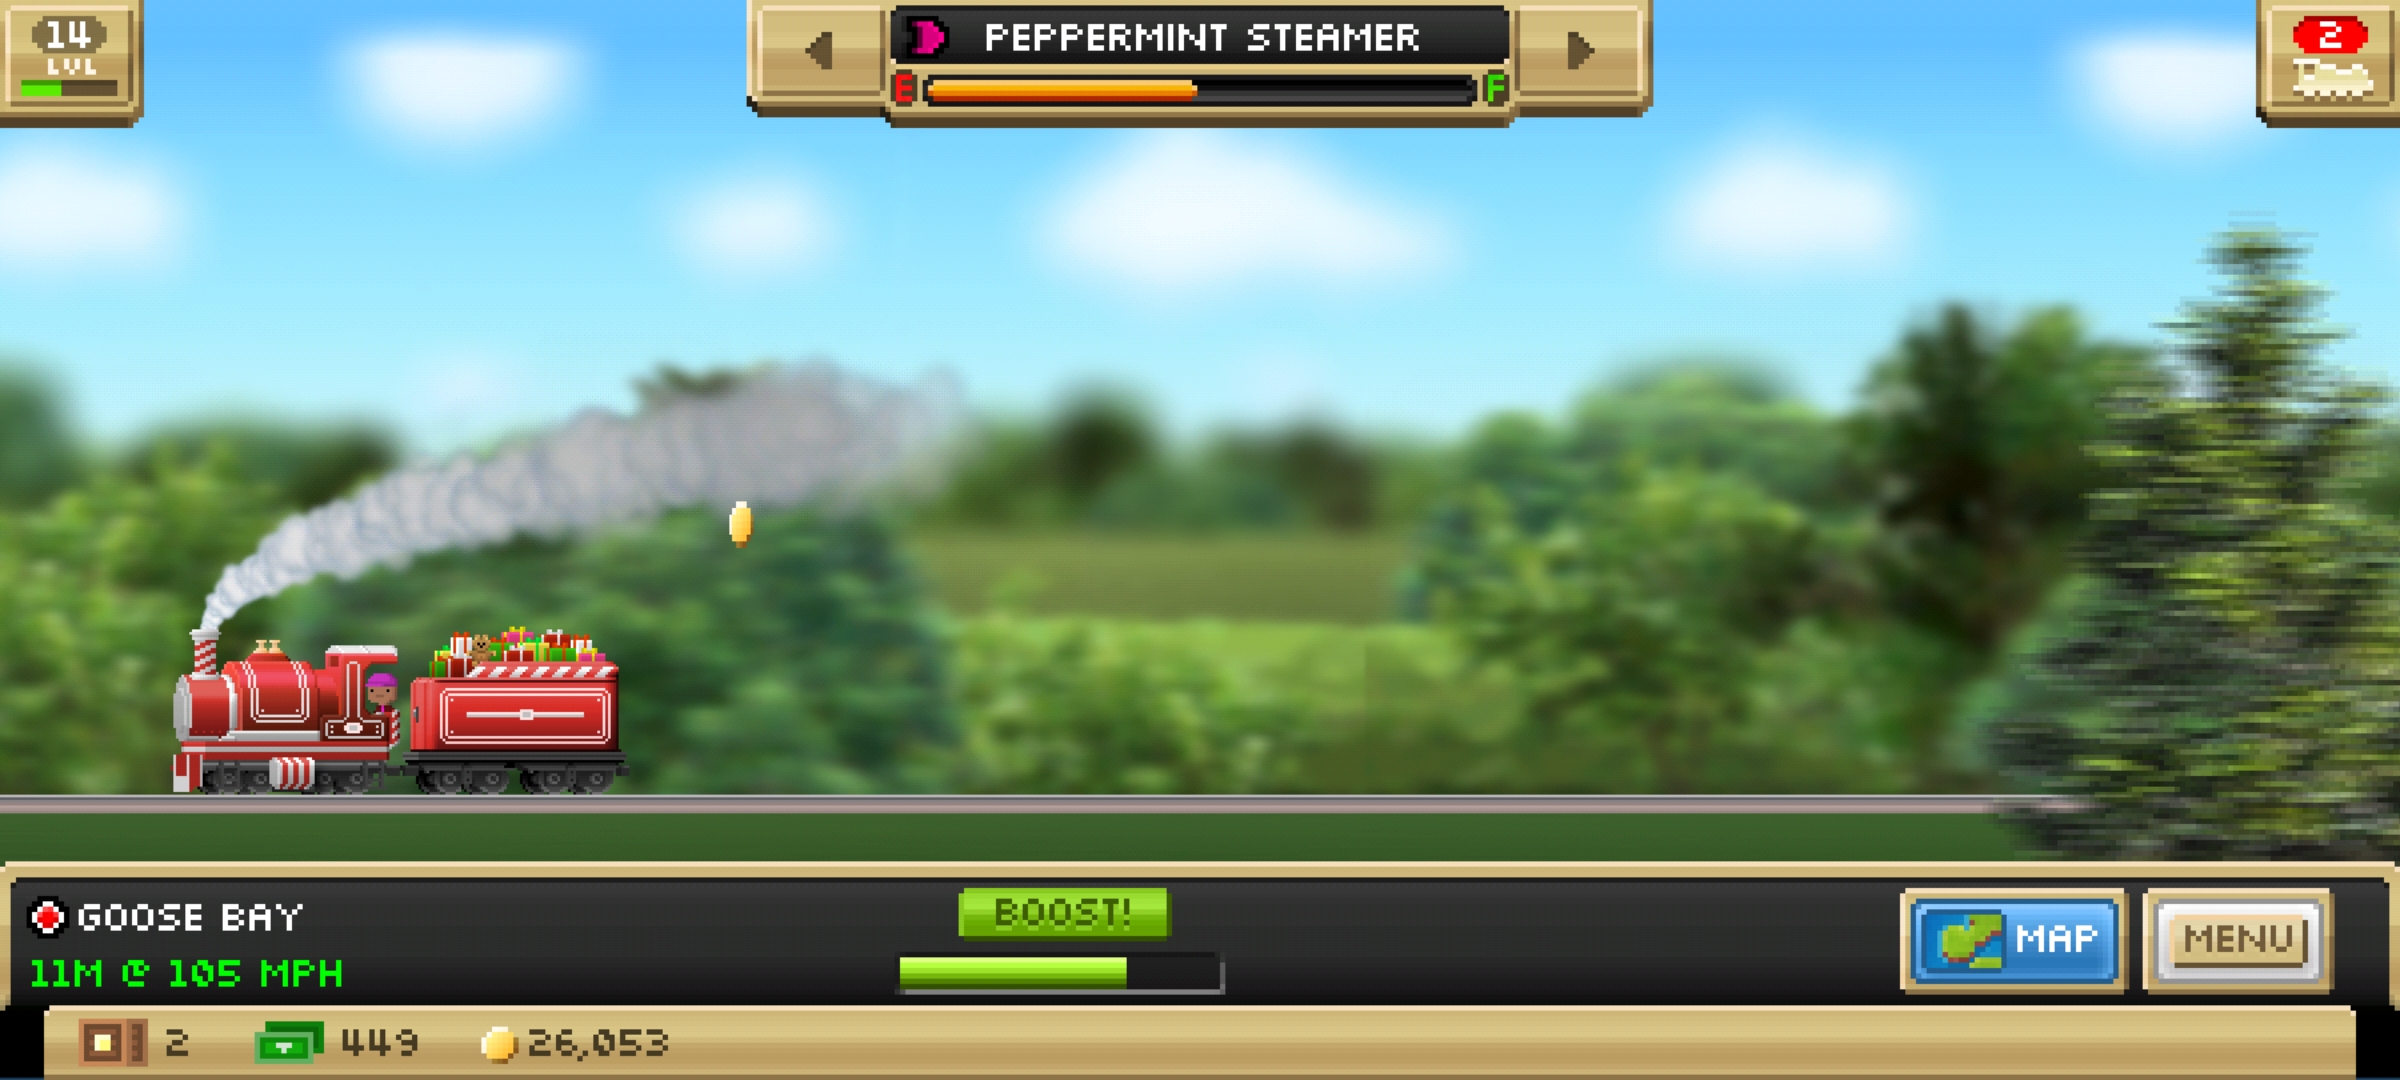 14
LVL
PEPPERMINT STEAMER
E F
2
GOOSE BAY
11M @ 105 MPH
BOOST!
MAP
MENU
2
449
26,053